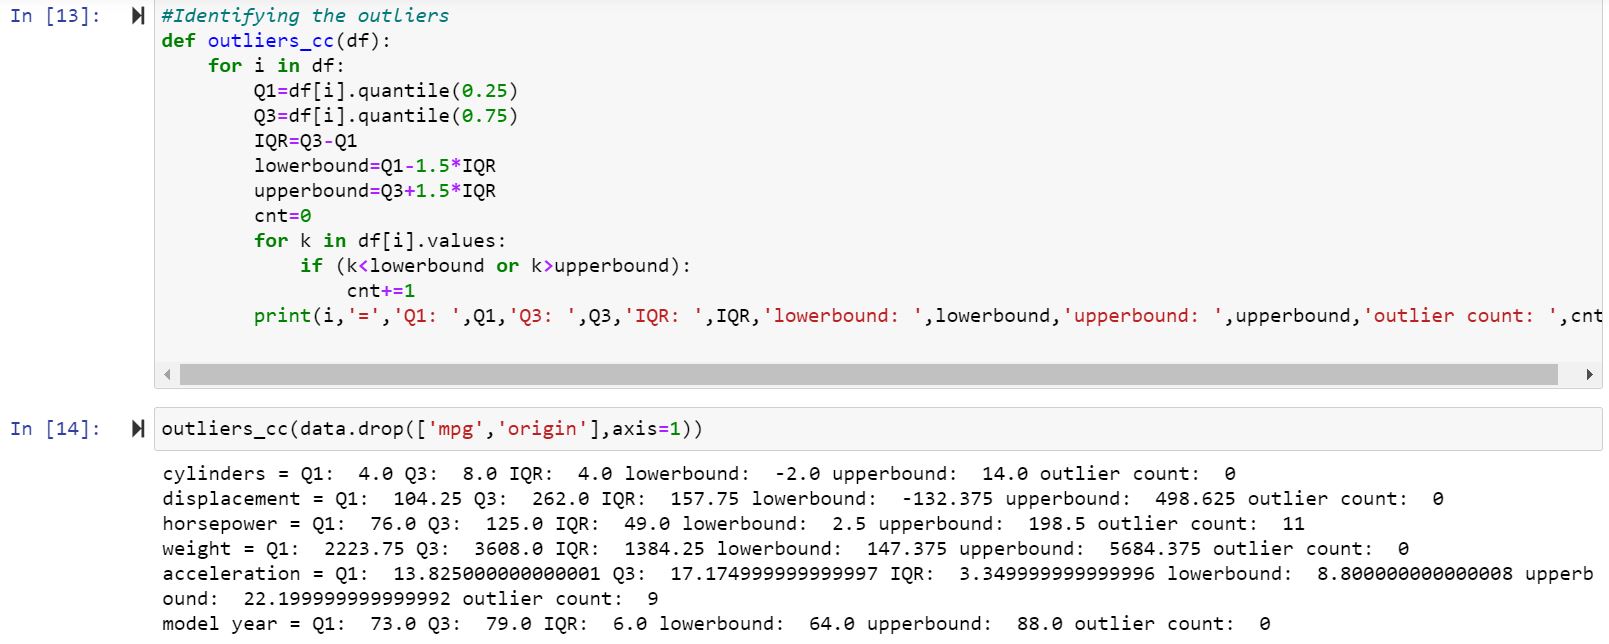 In [13]: #Identifying the outliers
def outliers_cc(df):
    for i in df:
        Q1=df[i].quantile(0.25)
        Q3=df[i].quantile(0.75)
        IQR=Q3-Q1
        lowerbound=Q1-1.5*IQR
        upperbound=Q3+1.5*IQR
        cnt=0
        for k in df[i].values:
            if (k<lowerbound or k>upperbound):
                cnt+=1
        print(i,'=','Q1: ',Q1,'Q3: ',Q3,'IQR: ',IQR,'lowerbound: ',lowerbound,'upperbound: ',upperbound,'outlier count: ',cnt
In [14]: outliers_cc(data.drop(['mpg','origin'],axis=1))
cylinders = Q1:  4.0 Q3:  8.0 IQR:  4.0 lowerbound:  -2.0 upperbound:  14.0 outlier count:  0
displacement = Q1:  104.25 Q3:  262.0 IQR:  157.75 lowerbound:  -132.375 upperbound:  498.625 outlier count:  0
horsepower = Q1:  76.0 Q3:  125.0 IQR:  49.0 lowerbound:  2.5 upperbound:  198.5 outlier count:  11
weight = Q1:  2223.75 Q3:  3608.0 IQR:  1384.25 lowerbound:  147.375 upperbound:  5684.375 outlier count:  0
acceleration = Q1:  13.825000000000001 Q3:  17.174999999999997 IQR:  3.349999999999996 lowerbound:  8.800000000000008 upperb
ound:  22.199999999999992 outlier count:  9
model year = Q1:  73.0 Q3:  79.0 IQR:  6.0 lowerbound:  64.0 upperbound:  88.0 outlier count:  0